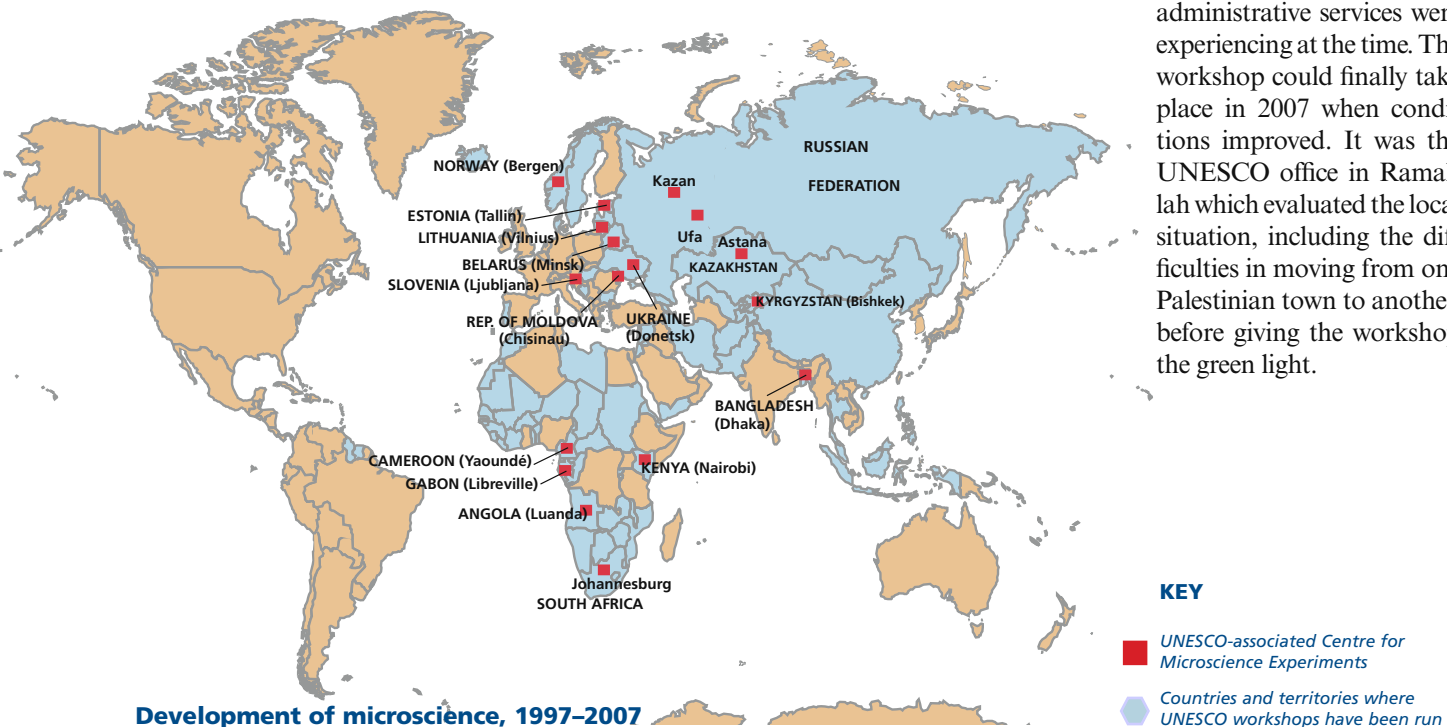 administrative services wer
experiencing at the time. Th
workshop could finally tak
place in 2007 when condi
tions improved. It was th
UNESCO office in Ramal
lah which evaluated the loca
situation, including the dif
ficulties in moving from on
Palestinian town to anothe
before giving the worksho
the green light.
NORWAY (Bergen)
ESTONIA (Tallin)
LITHUANIA (Vilnius)
BELARUS (Minsk)
SLOVENIA (Ljubljana)
REP. OF MOLDOVA
(Chisinau)
UKRAINE
(Donetsk)
RUSSIAN
FEDERATION
Kazan
Ufa
Astana
KAZAKHSTAN
KYRGYZSTAN (Bishkek)
BANGLADESH
(Dhaka)
CAMEROON (Yaoundé)
GABON (Libreville)
KENYA (Nairobi)
ANGOLA (Luanda)
Johannesburg
SOUTH AFRICA
KEY
UNESCO-associated Centre for
Microscience Experiments
Countries and territories where
UNESCO workshops have been run
Development of microscience, 1997–2007